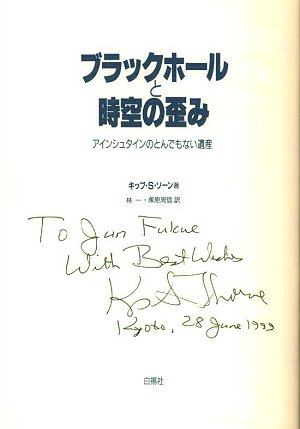 ブラックホール
と
時空の歪み
アインシュタインのとんでもない遺産
キップ・S・ソーン 著
林 一・塚原周信 訳
To Jun Fukue
With Best Wishes
Kip S Thorne
Kyoto, 28 June 1999
白揚社